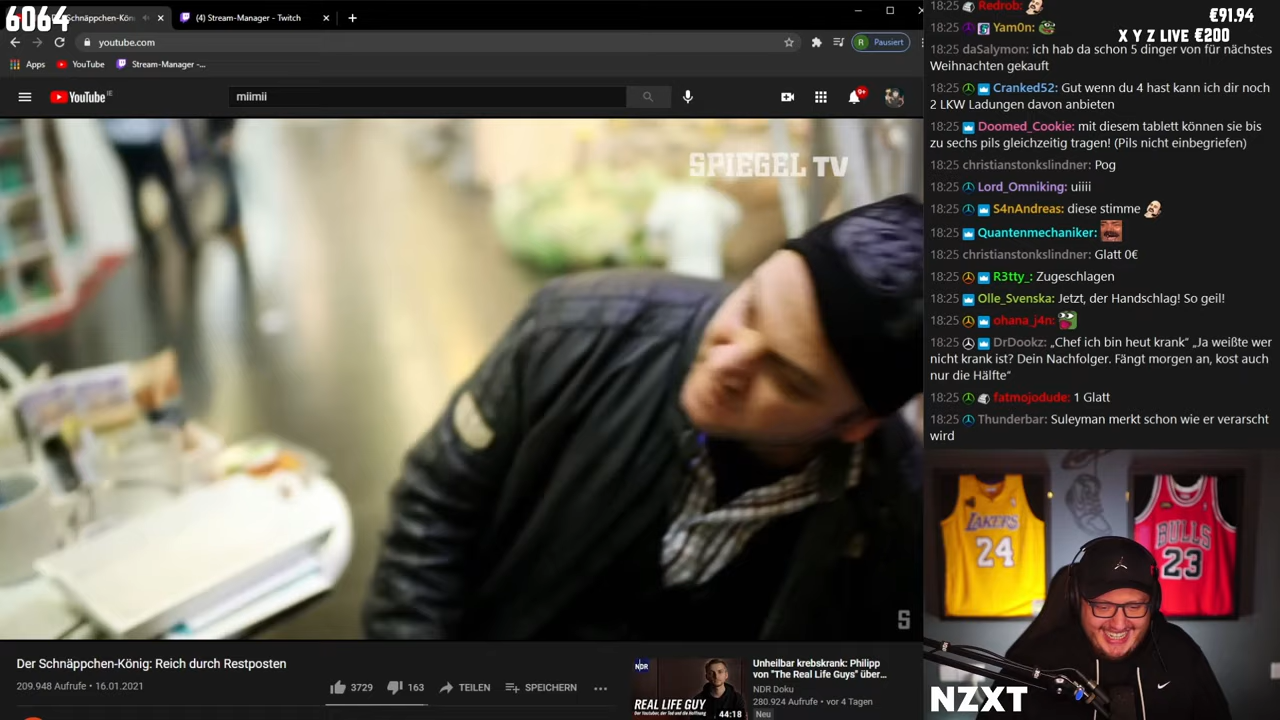 6064
Schnäppchen-Kön
(4) Stream-Manager - Twitch
youtube.com
R Pausiert
Apps
YouTube
Stream-Manager -...
YouTube IE
miimii
9+
SPIEGEL TV
S
Der Schnäppchen-König: Reich durch Restposten
209.948 Aufrufe • 16.01.2021
3729
163
TEILEN
SPEICHERN
NDR
REAL LIFE GUY
44:18
Unheilbar krebskrank: Philipp
von "The Real Life Guys" über...
NDR Doku
280.924 Aufrufe • vor 4 Tagen
Neu
€91.94
X Y Z LIVE €200
18:25 Redrob:
18:25 Yam0n:
18:25 daSalymon: ich hab da schon 5 dinger von für nächstes
Weihnachten gekauft
18:25 Cranked52: Gut wenn du 4 hast kann ich dir noch
2 LKW Ladungen davon anbieten
18:25 Doomed_Cookie: mit diesem tablett können sie bis
zu sechs pils gleichzeitig tragen! (Pils nicht einbegriefen)
18:25 christianstonkslindner: Pog
18:25 Lord_Omniking: uiiii
18:25 S4nAndreas: diese stimme
18:25 Quantenmechaniker:
18:25 christianstonkslindner: Glatt 0€
18:25 R3tty_: Zugeschlagen
18:25 Olle_Svenska: Jetzt, der Handschlag! So geil!
18:25 ohana_j4n:
18:25 DrDookz: „Chef ich bin heut krank“ „Ja weißte wer
nicht krank ist? Dein Nachfolger. Fängt morgen an, kost auch
nur die Hälfte“
18:25 fatmojodude: 1 Glatt
18:25 Thunderbar: Suleyman merkt schon wie er verarscht
wird
LAKERS
24
BULLS
23
NZXT